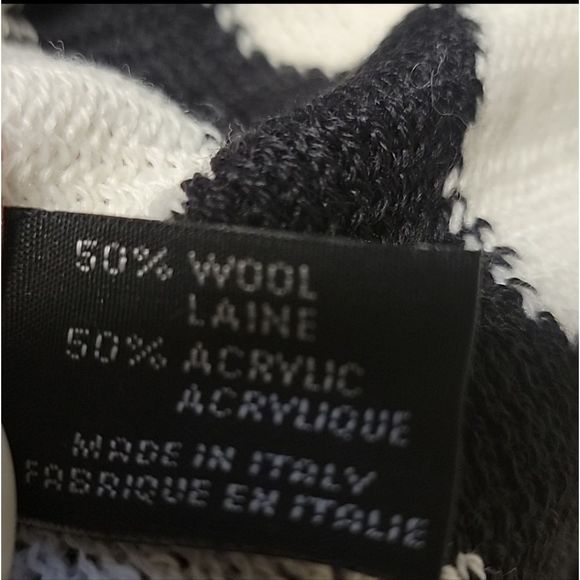 50% WOOL
LAINE
50% ACRYLIC
ACRYLIQUE
MADE IN ITALY
FABRIQUE EN ITALIE